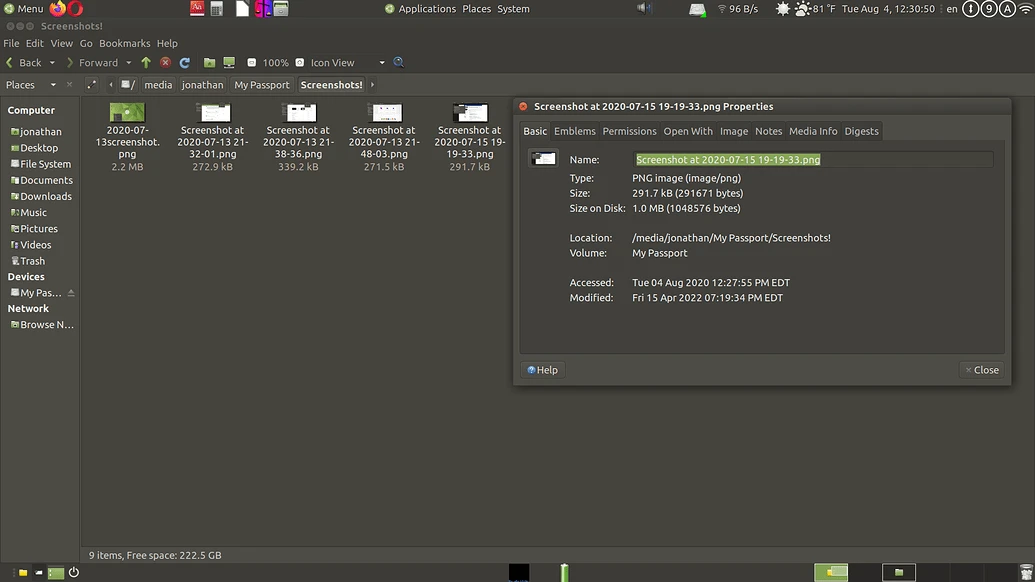 Menu Applications Places System 96 B/s 81 °F Tue Aug 4, 12:30:50 en
Screenshots!
File Edit View Go Bookmarks Help
Back Forward 100% Icon View
Places / media jonathan My Passport Screenshots!
Computer
jonathan
Desktop
File System
Documents
Downloads
Music
Pictures
Videos
Trash
Devices
My Pas...
Network
Browse N...
2020-07-
13screenshot.
png
2.2 MB
Screenshot at
2020-07-13 21-
32-01.png
272.9 kB
Screenshot at
2020-07-13 21-
38-36.png
339.2 kB
Screenshot at
2020-07-13 21-
48-03.png
271.5 kB
Screenshot at
2020-07-15 19-
19-33.png
291.7 kB
Screenshot at 2020-07-15 19-19-33.png Properties
Basic Emblems Permissions Open With Image Notes Media Info Digests
Name: Screenshot at 2020-07-15 19-19-33.png
Type: PNG image (image/png)
Size: 291.7 kB (291671 bytes)
Size on Disk: 1.0 MB (1048576 bytes)
Location: /media/jonathan/My Passport/Screenshots!
Volume: My Passport
Accessed: Tue 04 Aug 2020 12:27:55 PM EDT
Modified: Fri 15 Apr 2022 07:19:34 PM EDT
Help Close
9 items, Free space: 222.5 GB